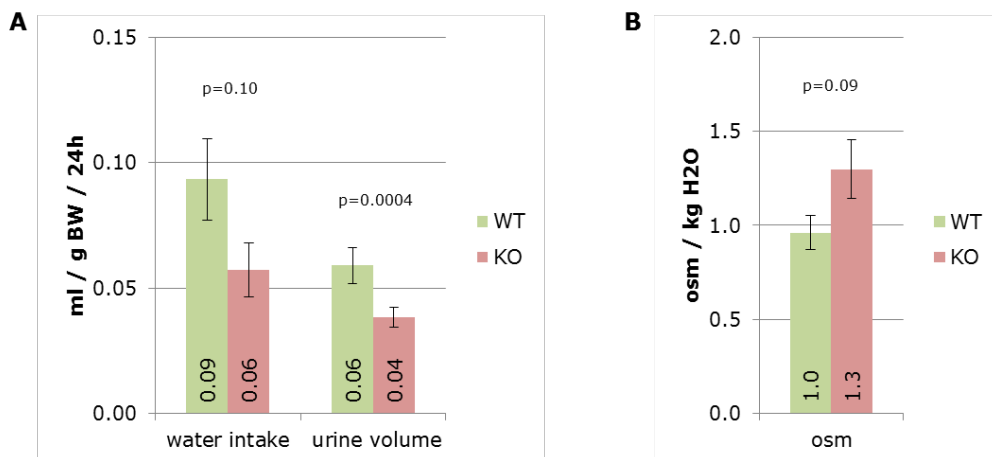 A
0.15
0.10
0.05
0.00
ml / g BW / 24h
p=0.10
p=0.0004
0.09
0.06
0.06
0.04
water intake
urine volume
WT
KO
B
2.0
1.5
1.0
0.5
0.0
osm / kg H2O
p=0.09
1.0
1.3
osm
WT
KO